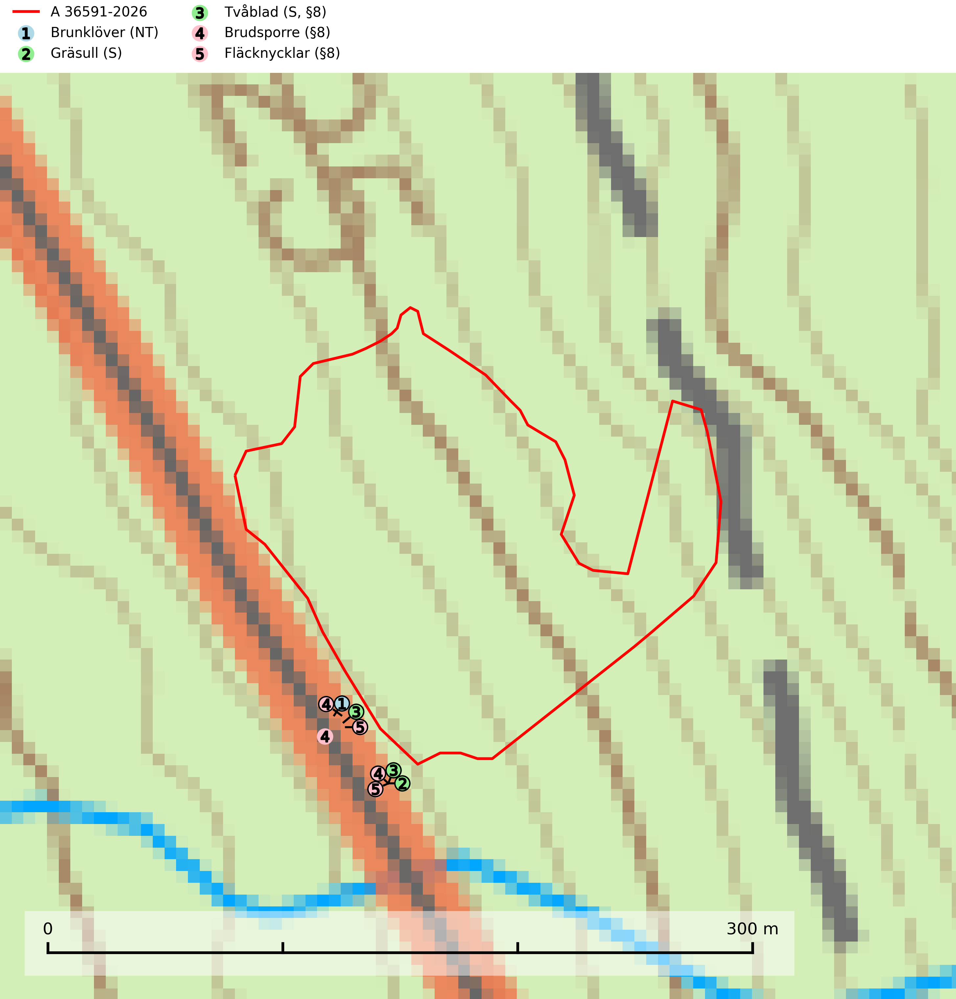 A 36591-2026
1 Brunklöver (NT)
2 Gräsull (S)
3 Tvåblad (S, §8)
4 Brudsporre (§8)
5 Fläcknycklar (§8)
4 1
3
5
4
4 3
5 2
0 300 m